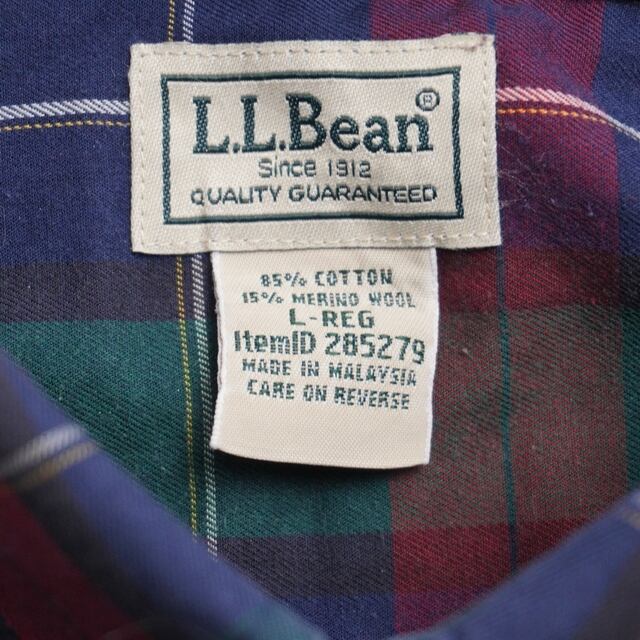 L.L.Bean®
Since 1912
QUALITY GUARANTEED
85% COTTON
15% MERINO WOOL
L-REG
ItemID 285279
MADE IN MALAYSIA
CARE ON REVERSE